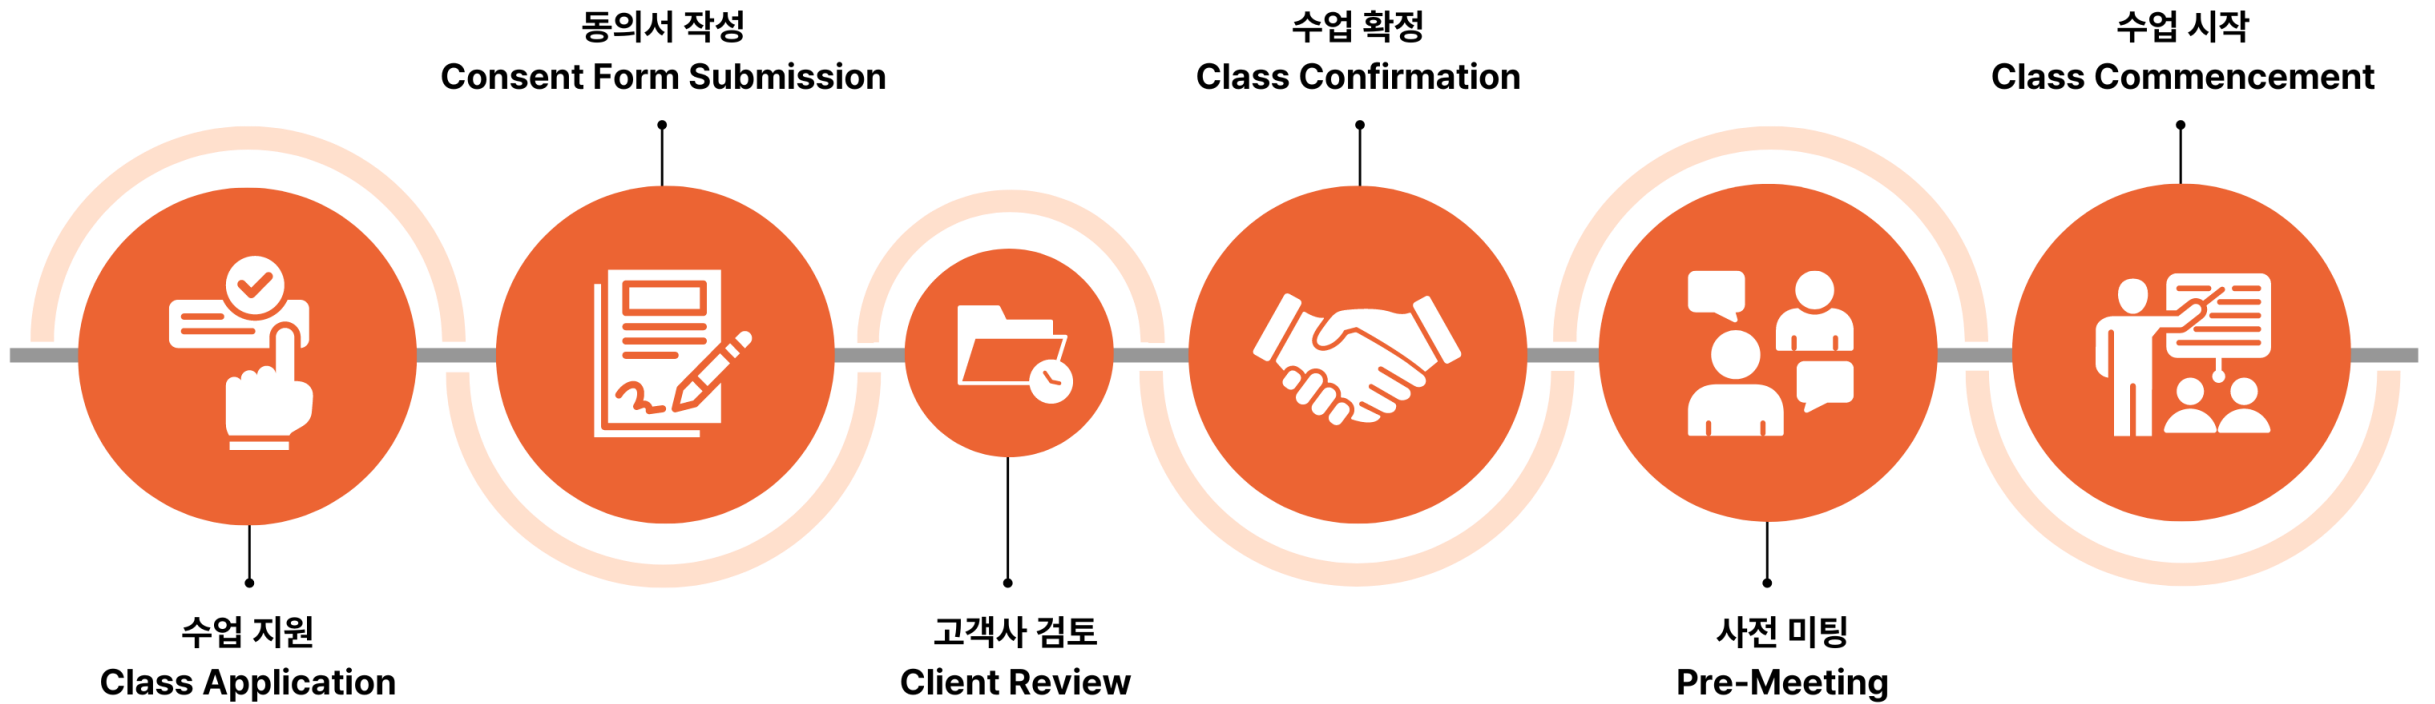 수업 지원
Class Application
동의서 작성
Consent Form Submission
고객사 검토
Client Review
수업 확정
Class Confirmation
사전 미팅
Pre-Meeting
수업 시작
Class Commencement